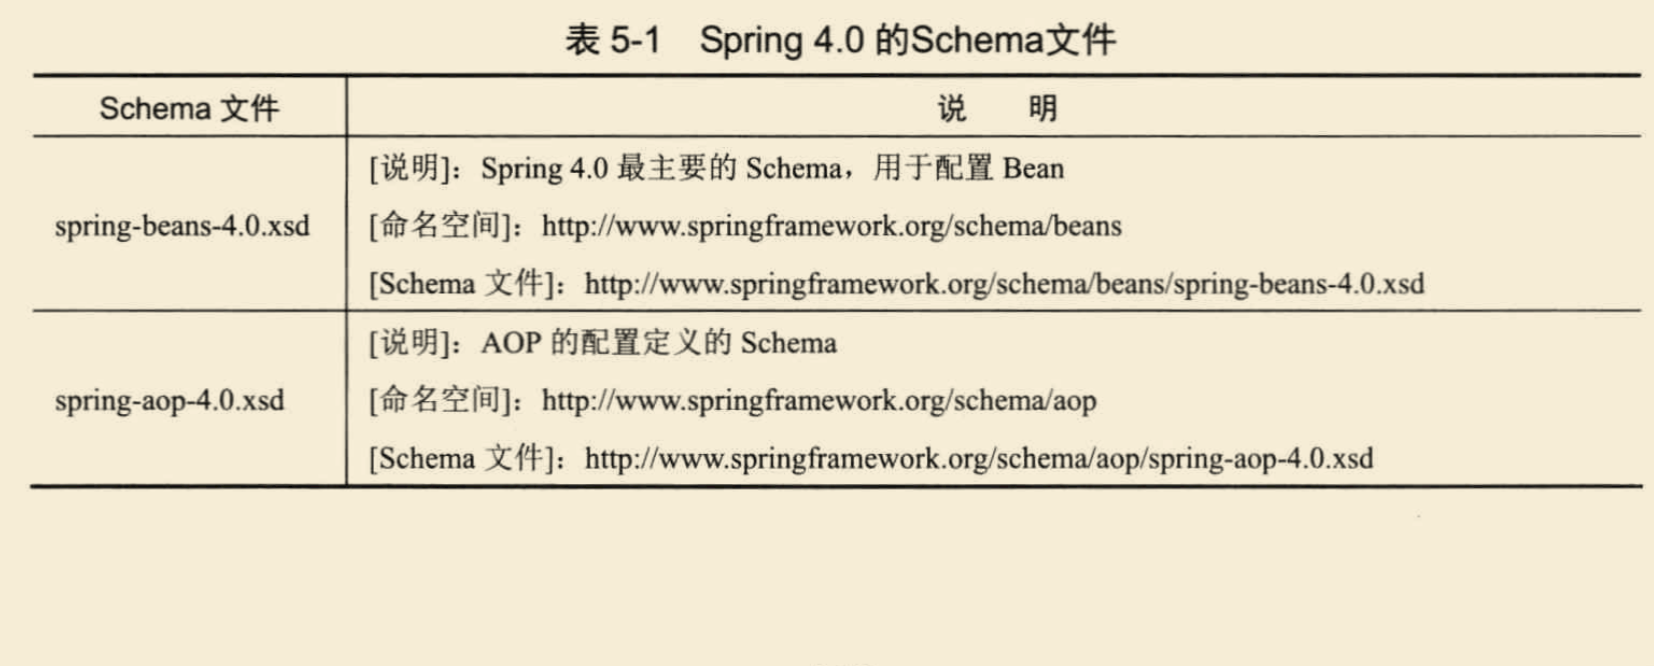 表 5-1 Spring 4.0 的Schema文件
Schema 文件 说 明
[说明]：Spring 4.0 最主要的 Schema，用于配置 Bean
spring-beans-4.0.xsd [命名空间]：http://www.springframework.org/schema/beans
[Schema 文件]：http://www.springframework.org/schema/beans/spring-beans-4.0.xsd
[说明]：AOP 的配置定义的 Schema
spring-aop-4.0.xsd [命名空间]：http://www.springframework.org/schema/aop
[Schema 文件]：http://www.springframework.org/schema/aop/spring-aop-4.0.xsd